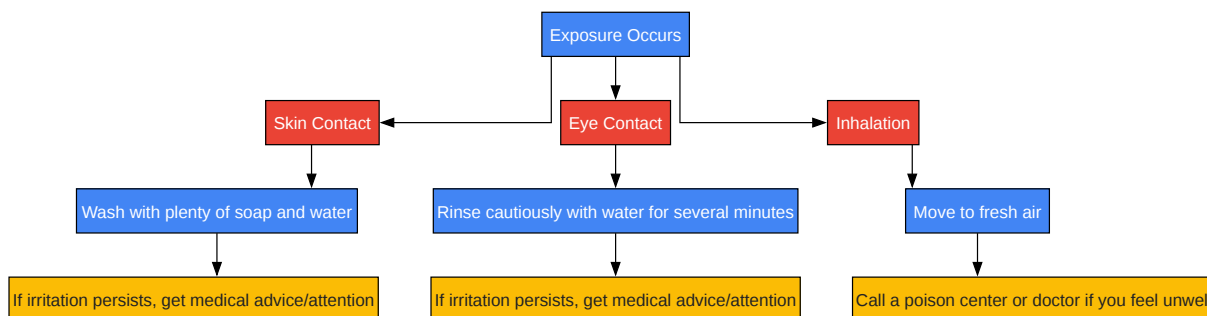 Exposure Occurs
Skin Contact
Eye Contact
Inhalation
Wash with plenty of soap and water
Rinse cautiously with water for several minutes
Move to fresh air
If irritation persists, get medical advice/attention
If irritation persists, get medical advice/attention
Call a poison center or doctor if you feel unwel